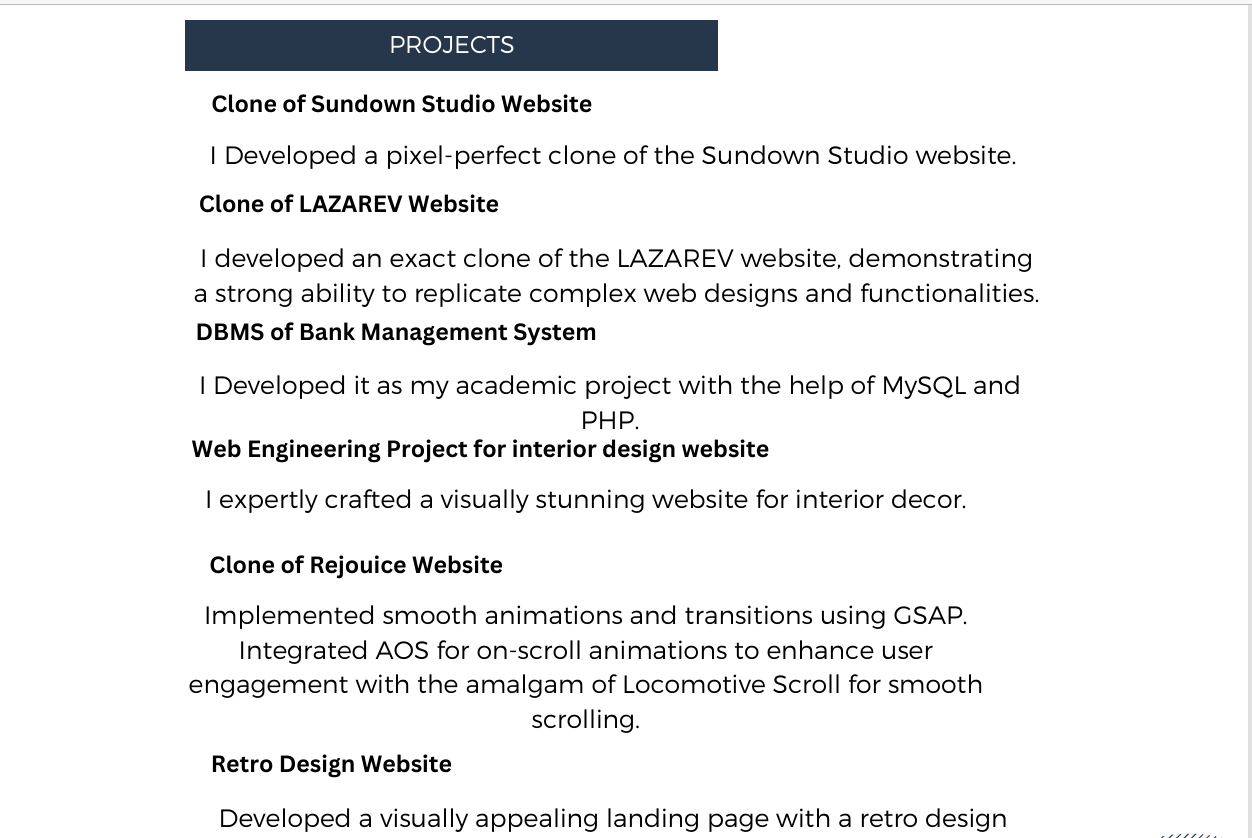 PROJECTS
Clone of Sundown Studio Website
I Developed a pixel-perfect clone of the Sundown Studio website.
Clone of LAZAREV Website
I developed an exact clone of the LAZAREV website, demonstrating
a strong ability to replicate complex web designs and functionalities.
DBMS of Bank Management System
I Developed it as my academic project with the help of MySQL and
PHP.
Web Engineering Project for interior design website
I expertly crafted a visually stunning website for interior decor.
Clone of Rejouice Website
Implemented smooth animations and transitions using GSAP.
Integrated AOS for on-scroll animations to enhance user
engagement with the amalgam of Locomotive Scroll for smooth
scrolling.
Retro Design Website
Developed a visually appealing landing page with a retro design